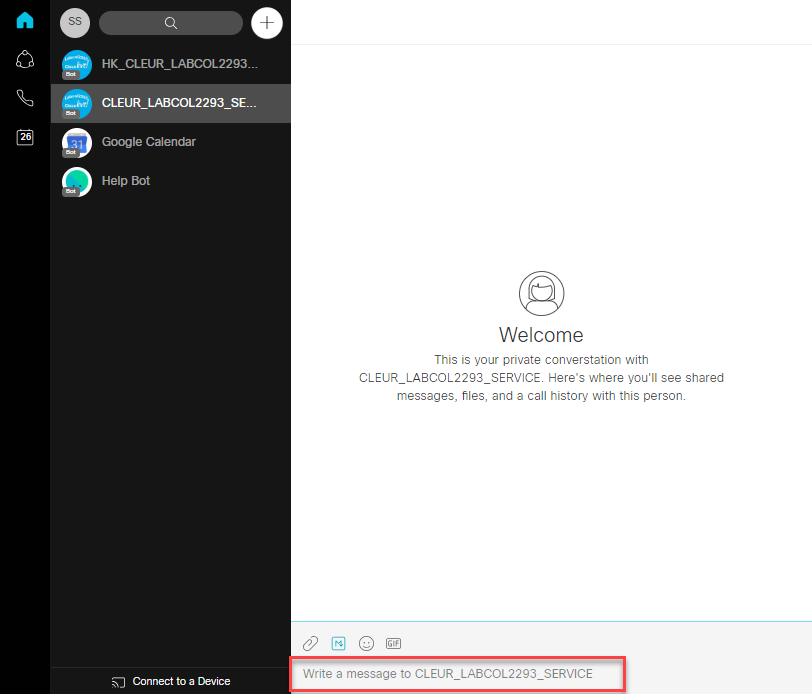 SS
HK_CLEUR_LABCOL2293...
Bot
CLEUR_LABCOL2293_SE...
Bot
26
Google Calendar
31
Bot
Help Bot
Bot
Welcome
This is your private converstation with
CLEUR_LABCOL2293_SERVICE. Here's where you'll see shared
messages, files, and a call history with this person.
GIF
Write a message to CLEUR_LABCOL2293_SERVICE
Connect to a Device